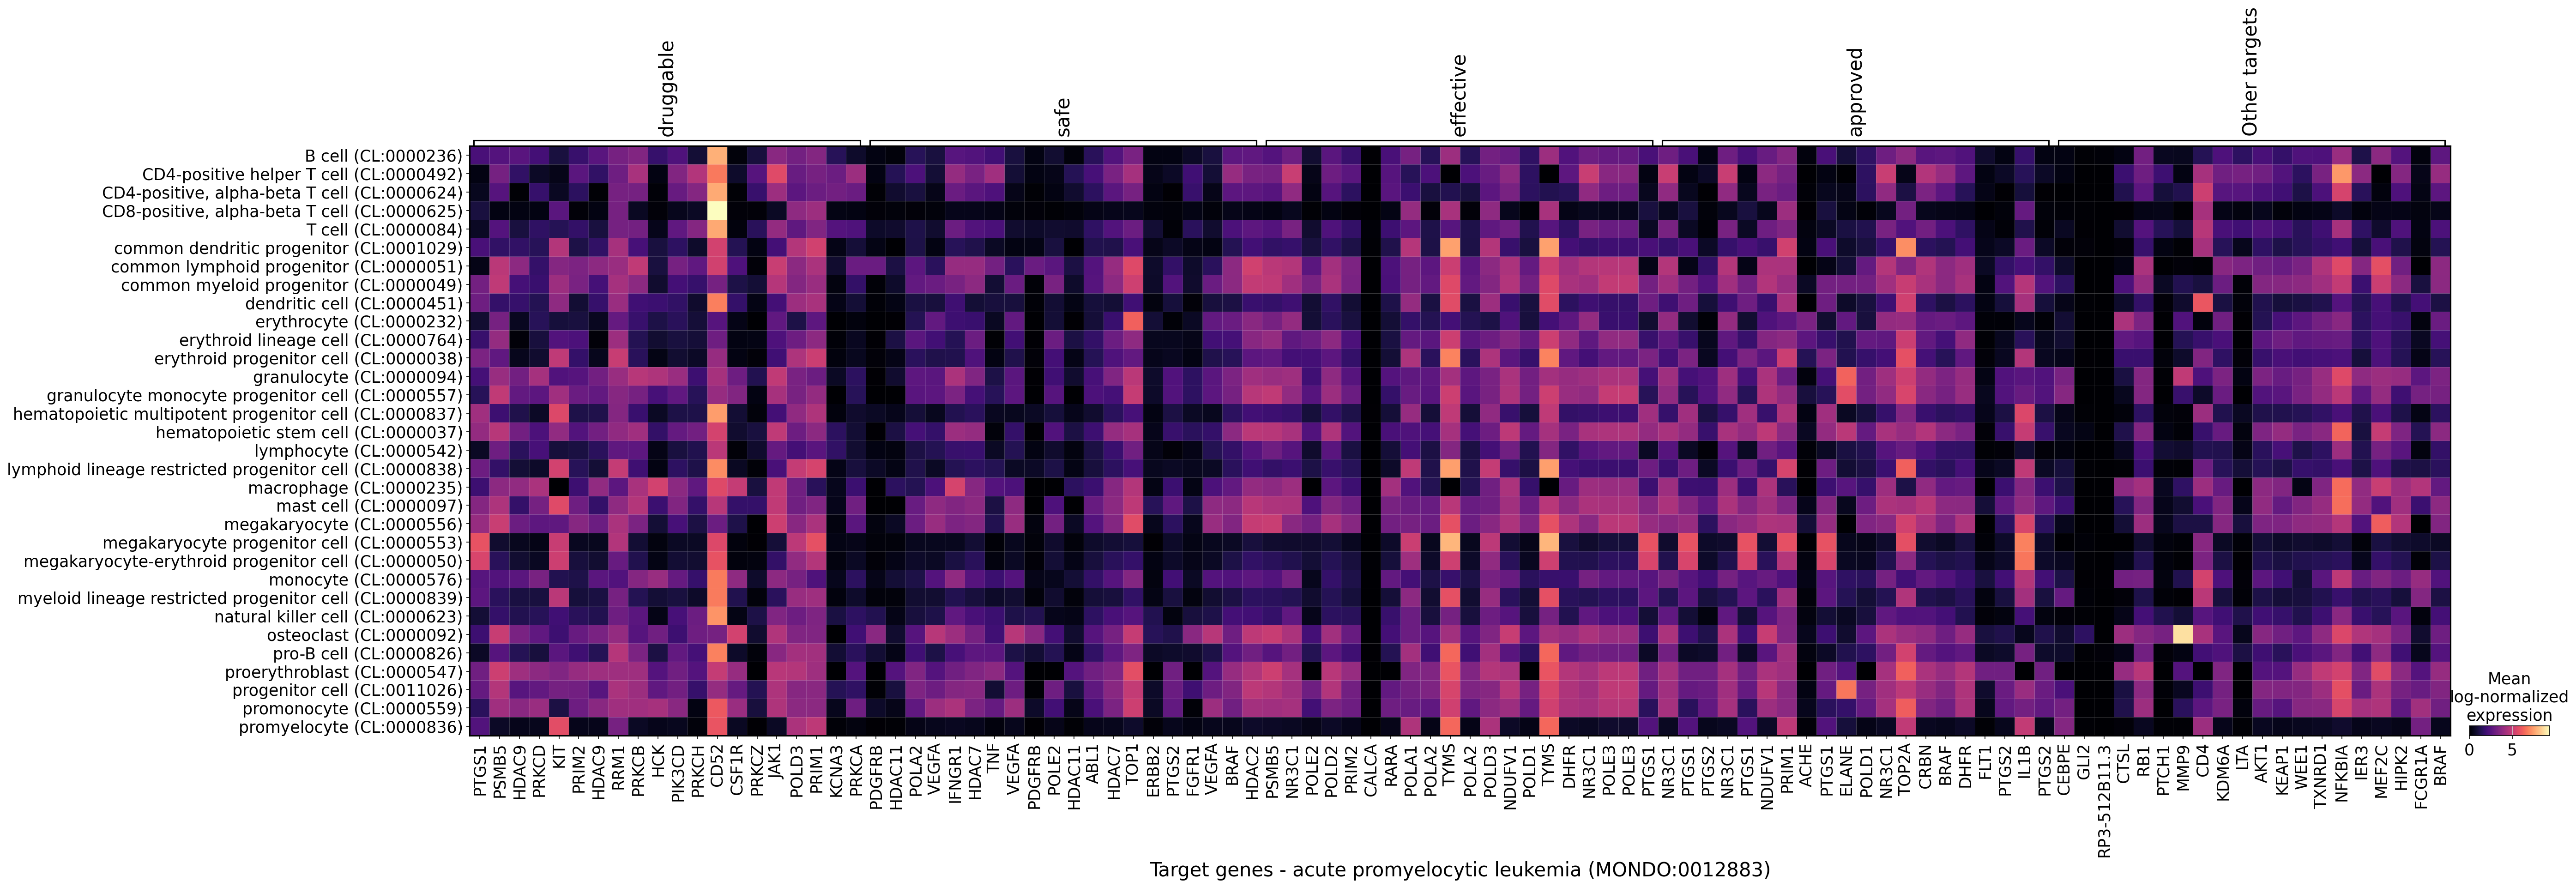 druggable
safe
effective
approved
Other targets
B cell (CL:0000236)
CD4-positive helper T cell (CL:0000492)
CD4-positive, alpha-beta T cell (CL:0000624)
CD8-positive, alpha-beta T cell (CL:0000625)
T cell (CL:0000084)
common dendritic progenitor (CL:0001029)
common lymphoid progenitor (CL:0000051)
common myeloid progenitor (CL:0000049)
dendritic cell (CL:0000451)
erythrocyte (CL:0000232)
erythroid lineage cell (CL:0000764)
erythroid progenitor cell (CL:0000038)
granulocyte (CL:0000094)
granulocyte monocyte progenitor cell (CL:0000557)
hematopoietic multipotent progenitor cell (CL:0000837)
hematopoietic stem cell (CL:0000037)
lymphocyte (CL:0000542)
lymphoid lineage restricted progenitor cell (CL:0000838)
macrophage (CL:0000235)
mast cell (CL:0000097)
megakaryocyte (CL:0000556)
megakaryocyte progenitor cell (CL:0000553)
megakaryocyte-erythroid progenitor cell (CL:0000050)
monocyte (CL:0000576)
myeloid lineage restricted progenitor cell (CL:0000839)
natural killer cell (CL:0000623)
osteoclast (CL:0000092)
pro-B cell (CL:0000826)
proerythroblast (CL:0000547)
progenitor cell (CL:0011026)
promonocyte (CL:0000559)
promyelocyte (CL:0000836)
PTGS1
PSMB5
HDAC9
PRKCD
KIT
PRIM2
HDAC9
RRM1
PRKCB
HCK
PIK3CD
PRKCH
CD52
CSF1R
PRKCZ
JAK1
POLD3
PRIM1
KCNA3
PRKCA
PDGFRB
HDAC11
POLA2
VEGFA
IFNGR1
HDAC7
TNF
VEGFA
PDGFRB
POLE2
HDAC11
ABL1
HDAC7
TOP1
ERBB2
PTGS2
FGFR1
VEGFA
BRAF
HDAC2
PSMB5
NR3C1
POLE2
POLD2
PRIM2
CALCA
RARA
POLA1
POLA2
TYMS
POLA2
POLD3
NDUFV1
POLD1
TYMS
DHFR
NR3C1
POLE3
POLE3
PTGS1
NR3C1
PTGS1
PTGS2
NR3C1
PTGS1
NDUFV1
PRIM1
ACHE
PTGS1
ELANE
POLD1
NR3C1
TOP2A
CRBN
BRAF
DHFR
FLT1
PTGS2
IL1B
PTGS2
CEBPE
GLI2
RP3-512B11.3
CTSL
RB1
PTCH1
MMP9
CD4
KDM6A
LTA
AKT1
KEAP1
WEE1
TXNRD1
NFKBIA
IER3
MEF2C
HIPK2
FCGR1A
BRAF
Target genes - acute promyelocytic leukemia (MONDO:0012883)
Mean
log-normalized
expression
0 5